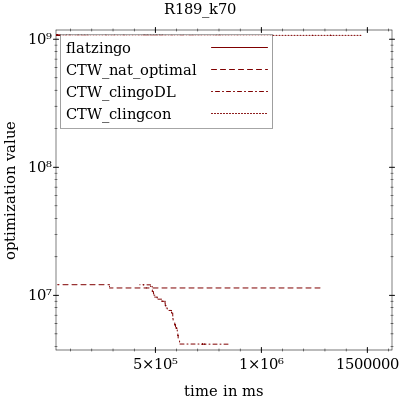 R189_k70
10⁹
flatzingo
CTW_nat_optimal
CTW_clingoDL
CTW_clingcon
optimization value
10⁸
10⁷
5×10⁵
1×10⁶
1500000
time in ms